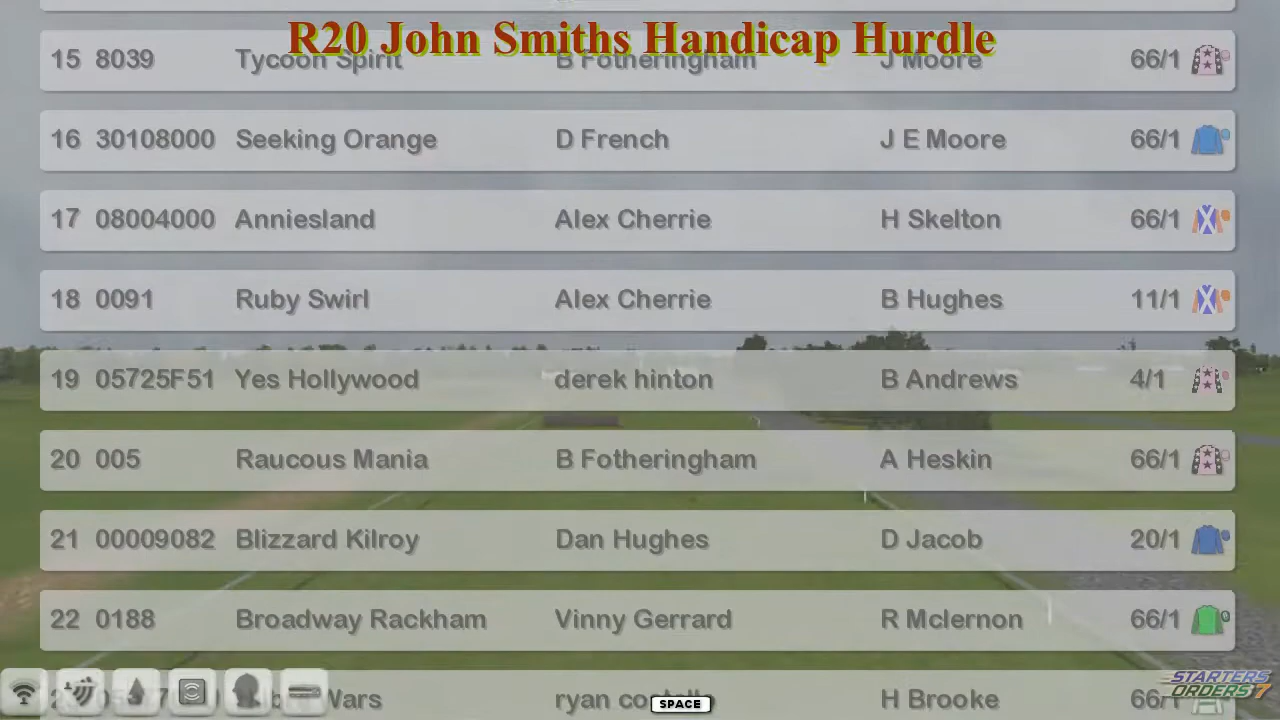 R20 John Smiths Handicap Hurdle
15 8039 Tycoon Spirit B Fotheringham J Moore 66/1
16 30108000 Seeking Orange D French J E Moore 66/1
17 08004000 Anniesland Alex Cherrie H Skelton 66/1
18 0091 Ruby Swirl Alex Cherrie B Hughes 11/1
19 05725F51 Yes Hollywood derek hinton B Andrews 4/1
20 005 Raucous Mania B Fotheringham A Heskin 66/1
21 00009082 Blizzard Kilroy Dan Hughes D Jacob 20/1
22 0188 Broadway Rackham Vinny Gerrard R Mclernon 66/1
Wars ryan H Brooke 66/1
SPACE
STARTERS
ORDERS 7